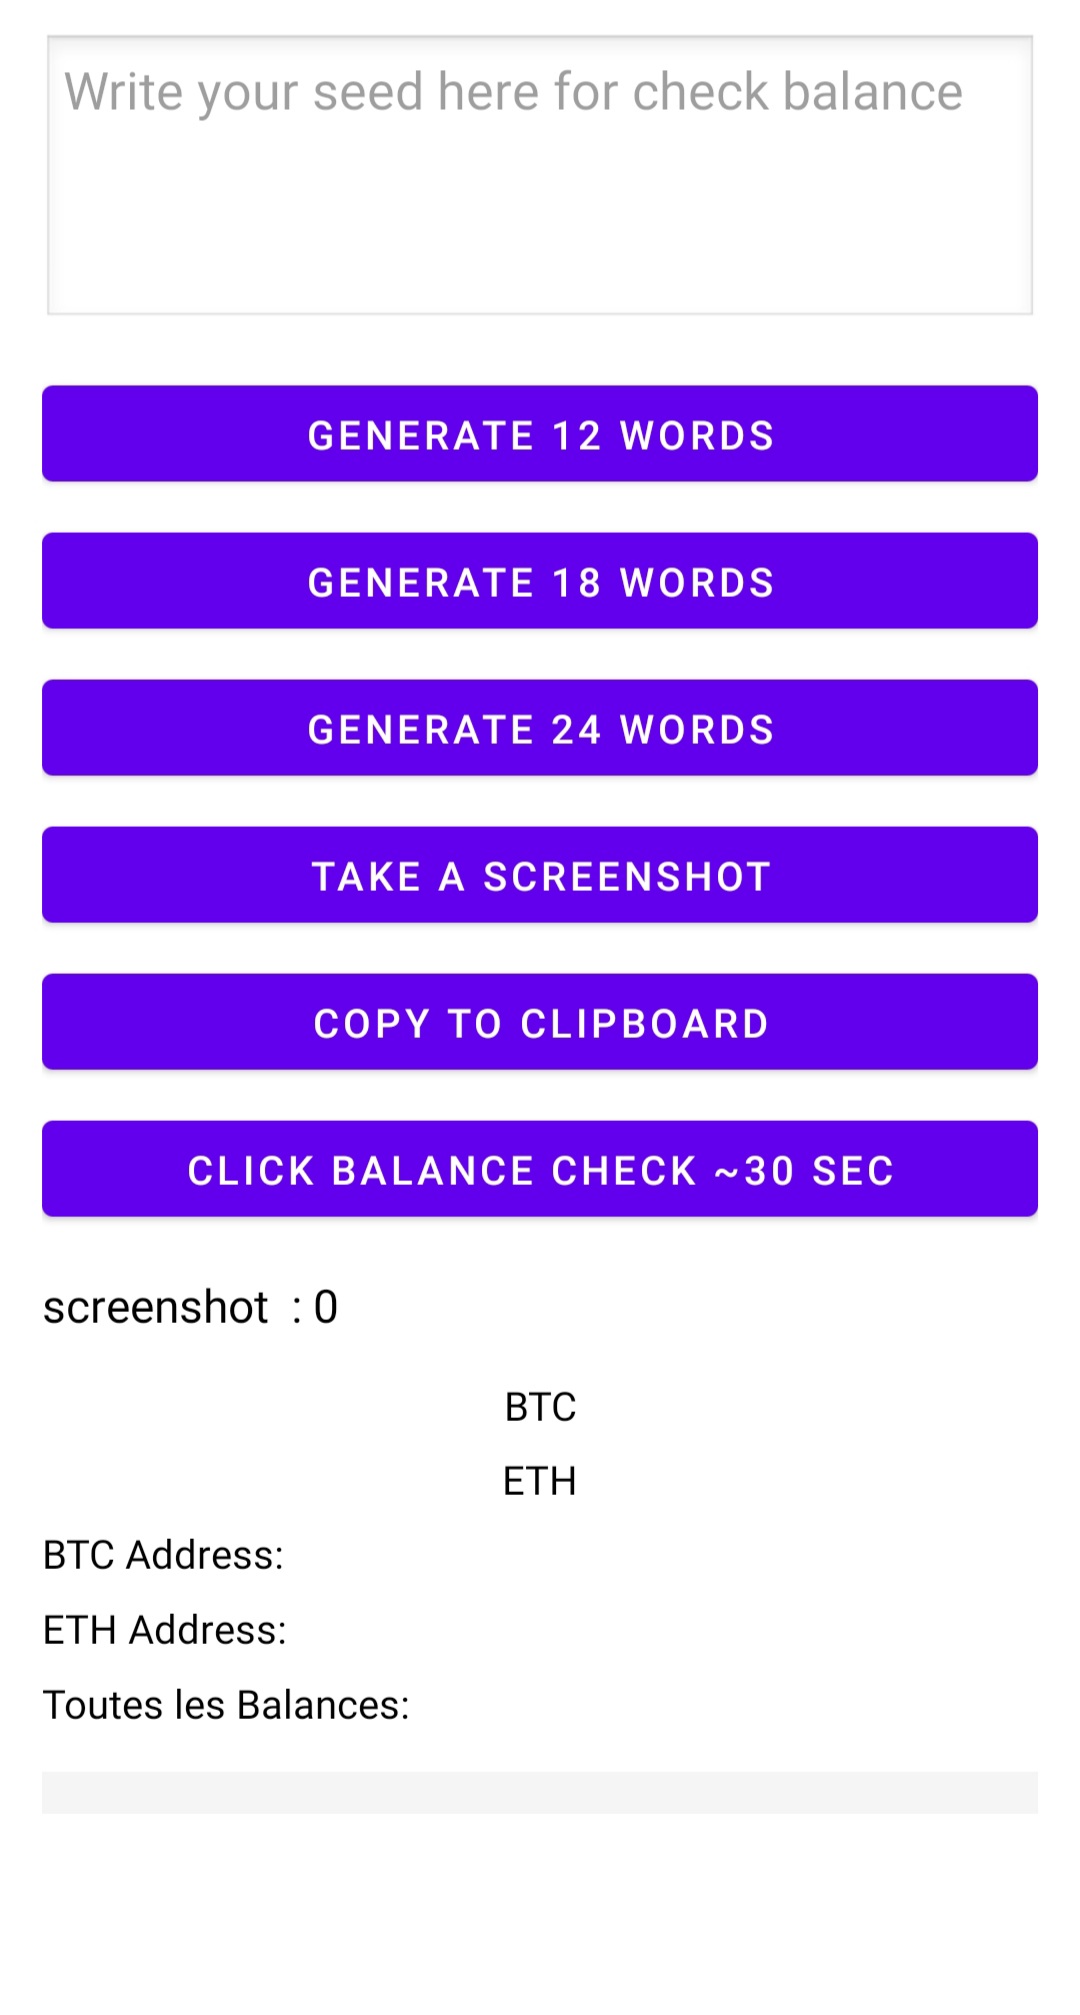 Write your seed here for check balance
GENERATE 12 WORDS
GENERATE 18 WORDS
GENERATE 24 WORDS
TAKE A SCREENSHOT
COPY TO CLIPBOARD
CLICK BALANCE CHECK ~30 SEC
screenshot  : 0
BTC
ETH
BTC Address:
ETH Address:
Toutes les Balances: